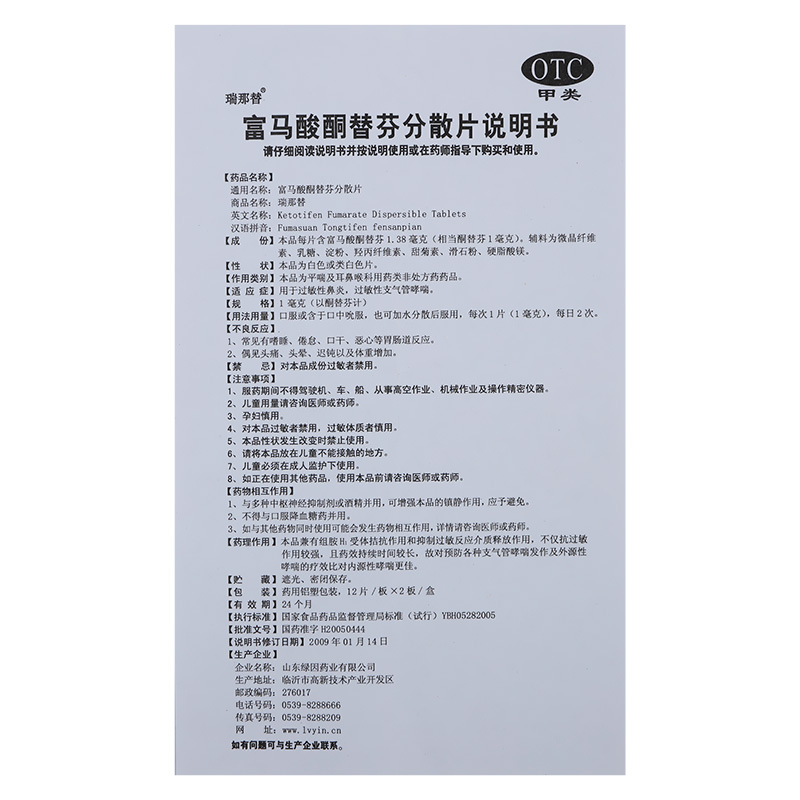 OTC
甲类
瑞那替®
富马酸酮替芬分散片说明书
请仔细阅读说明书并按说明使用或在药师指导下购买和使用。
【药品名称】
通用名称：富马酸酮替芬分散片
商品名称：瑞那替
英文名称：Ketotifen Fumarate Dispersible Tablets
汉语拼音：Fumasuan Tongtifen fensanpian
【成　　份】本品每片含富马酸酮替芬1.38毫克（相当酮替芬1毫克）。辅料为微晶纤维
素、乳糖、淀粉、羟丙纤维素、甜菊素、滑石粉、硬脂酸镁。
【性　　状】本品为白色或类白色片。
【作用类别】本品为平喘及耳鼻喉科用药类非处方药药品。
【适 应 症】用于过敏性鼻炎，过敏性支气管哮喘。
【规　　格】1毫克（以酮替芬计）
【用法用量】口服或含于口中吮服，也可加水分散后服用，每次1片（1毫克），每日2次。
【不良反应】
1、常见有嗜睡、倦怠、口干、恶心等胃肠道反应。
2、偶见头痛、头晕、迟钝以及体重增加。
【禁　　忌】对本品成份过敏者禁用。
【注意事项】
1、服药期间不得驾驶机、车、船、从事高空作业、机械作业及操作精密仪器。
2、儿童用量请咨询医师或药师。
3、孕妇慎用。
4、对本品过敏者禁用，过敏体质者慎用。
5、本品性状发生改变时禁止使用。
6、请将本品放在儿童不能接触的地方。
7、儿童必须在成人监护下使用。
8、如正在使用其他药品，使用本品前请咨询医师或药师。
【药物相互作用】
1、与多种中枢神经抑制剂或酒精并用，可增强本品的镇静作用，应予避免。
2、不得与口服降血糖药并用。
3、如与其他药物同时使用可能会发生药物相互作用，详情请咨询医师或药师。
【药理作用】本品兼有组胺H₁受体拮抗作用和抑制过敏反应介质释放作用，不仅抗过敏
作用较强，且药效持续时间较长，故对预防各种支气管哮喘发作及外源性
哮喘的疗效比对内源性哮喘更佳。
【贮　　藏】遮光、密闭保存。
【包　　装】药用铝塑包装，12片/板×2板/盒
【有 效 期】24个月
【执行标准】国家食品药品监督管理局标准（试行）YBH05282005
【批准文号】国药准字H20050444
【说明书修订日期】2009年01月14日
【生产企业】
企业名称：山东绿因药业有限公司
生产地址：临沂市高新技术产业开发区
邮政编码：276017
电话号码：0539-8288666
传真号码：0539-8288209
网　　址：www.lvyin.cn
如有问题可与生产企业联系。